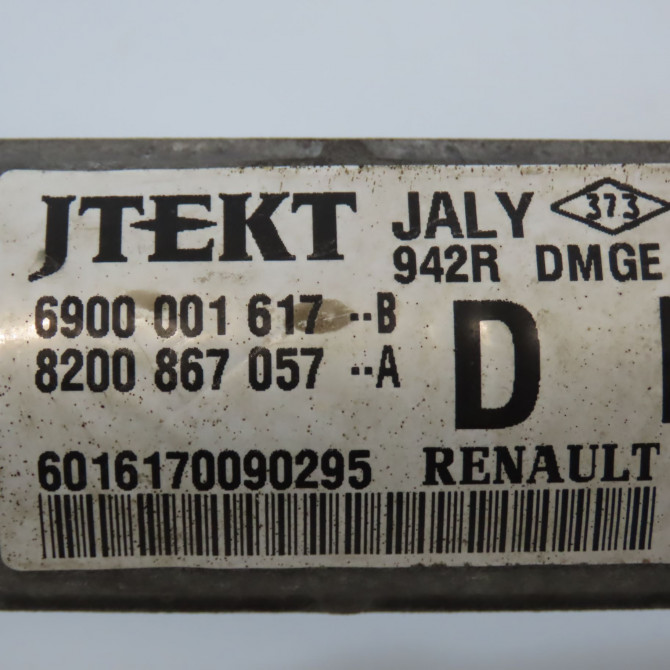 JTEKT JALY 373
942R DMGE
6900 001 617 --B
8200 867 057 --A
D
6016170090295 RENAULT